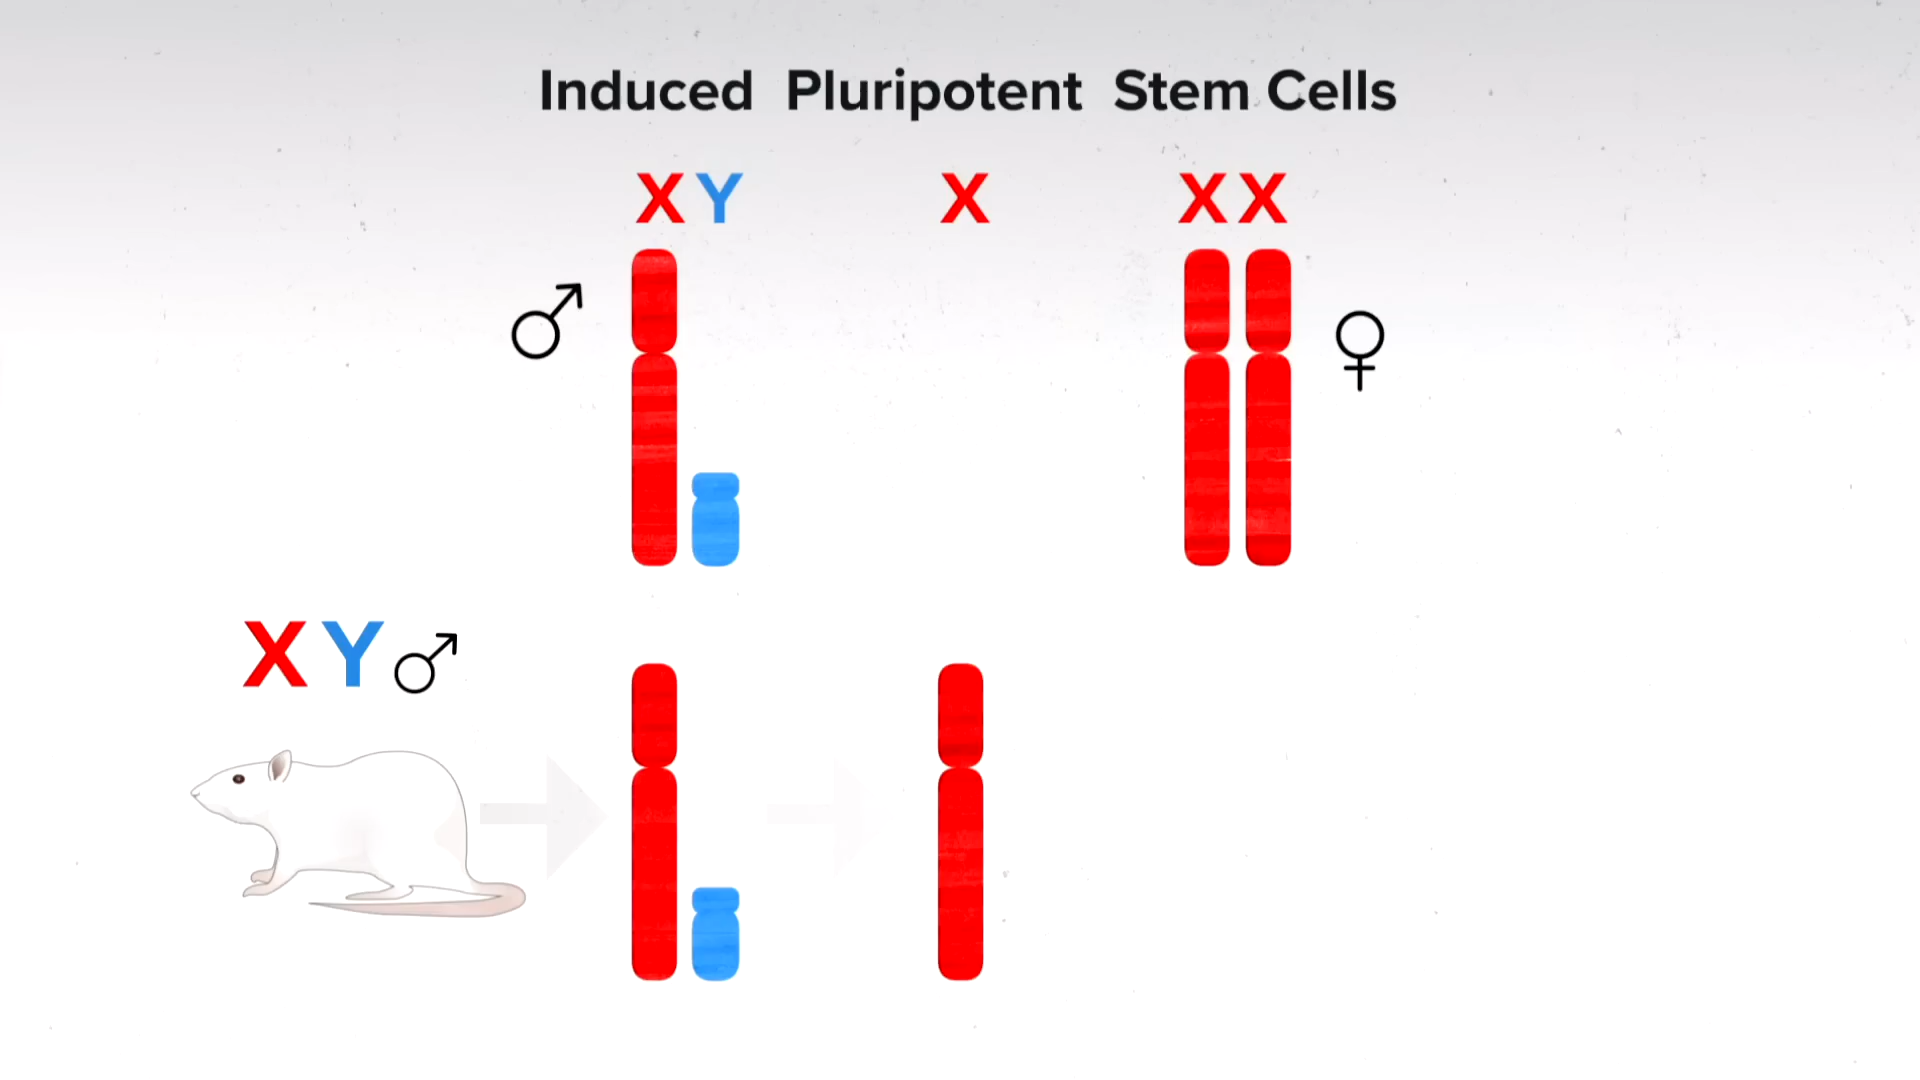 Induced Pluripotent Stem Cells
X Y X X X
X Y